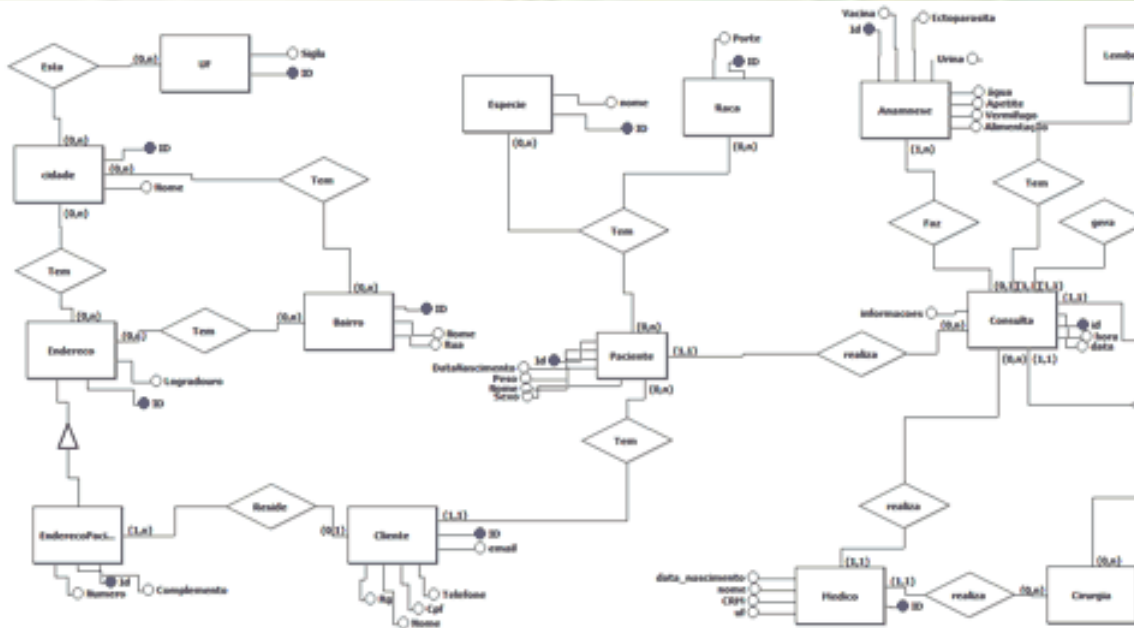 Esta
(0,n)
UF
Sigla
ID
(0,n)
cidade
ID
(0,n)
Nome
(0,n)
Tem
Tem
(0,n)
Endereco
(0,n)
Tem
(0,n)
(0,n)
Bairro
ID
Nome
Rua
Logradouro
ID
EnderecoPaci...
(1,n)
Id
Numero
Complemento
Reside
(0,1)
Cliente
(1,1)
ID
email
Telefone
Rg
Cpf
Nome
Especie
nome
ID
(0,n)
Porte
ID
Raca
(0,n)
Tem
(0,n)
Paciente
(1,1)
(0,n)
Id
DataNascimento
Peso
Nome
Sexo
Tem
realiza
(0,n)
Vacina
Id
Ectoparasita
Urina
Anamnese
água
Apetite
Vermifugo
Alimentação
(1,n)
(0,n)
Faz
Tem
gera
(1,1)
(1,1)
informacoes
Consulta
id
hora
data
(0,n)
(1,1)
realiza
(1,1)
Medico
data_nascimento
nome
CRM
uf
(1,1)
ID
realiza
(0,n)
Cirurgia
(0,n)